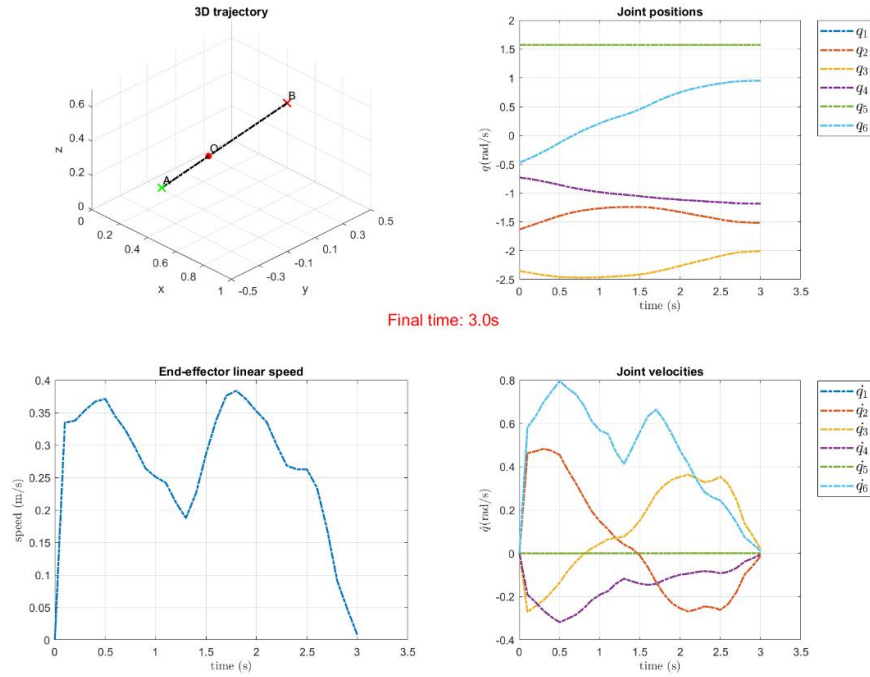 3D trajectory
0.6
0.4
0.2
0
z
A
O
B
0
0.2
0.4
0.6
0.8
1
x
-0.5
-0.3
-0.1
0.1
0.3
0.5
y
Joint positions
2
1.5
1
0.5
0
-0.5
-1
-1.5
-2
-2.5
q(rad/s)
0
0.5
1
1.5
2
2.5
3
3.5
time (s)
q₁
q₂
q₃
q₄
q₅
q₆
Final time: 3.0s
End-effector linear speed
0.4
0.35
0.3
0.25
0.2
0.15
0.1
0.05
0
speed (m/s)
0
0.5
1
1.5
2
2.5
3
3.5
time (s)
Joint velocities
0.8
0.6
0.4
0.2
0
-0.2
-0.4
q̇(rad/s)
0
0.5
1
1.5
2
2.5
3
3.5
time (s)
q̇₁
q̇₂
q̇₃
q̇₄
q̇₅
q̇₆